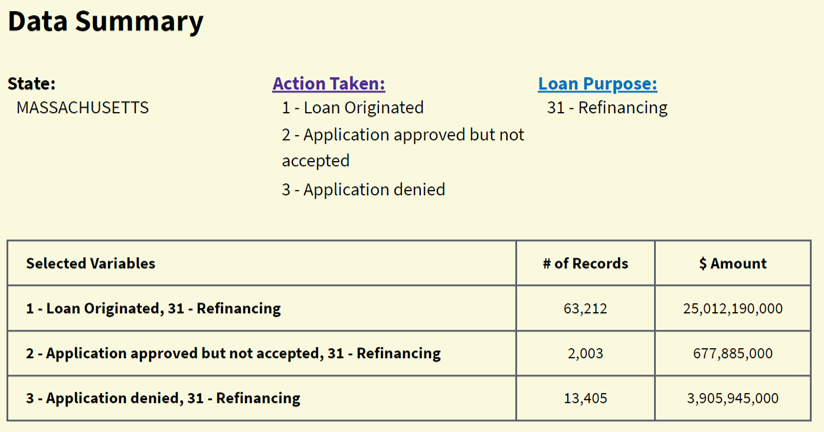 Data Summary
State: Action Taken: Loan Purpose:
MASSACHUSETTS 1 - Loan Originated 31 - Refinancing
2 - Application approved but not
accepted
3 - Application denied
Selected Variables # of Records $ Amount
1 - Loan Originated, 31 - Refinancing 63,212 25,012,190,000
2 - Application approved but not accepted, 31 - Refinancing 2,003 677,885,000
3 - Application denied, 31 - Refinancing 13,405 3,905,945,000